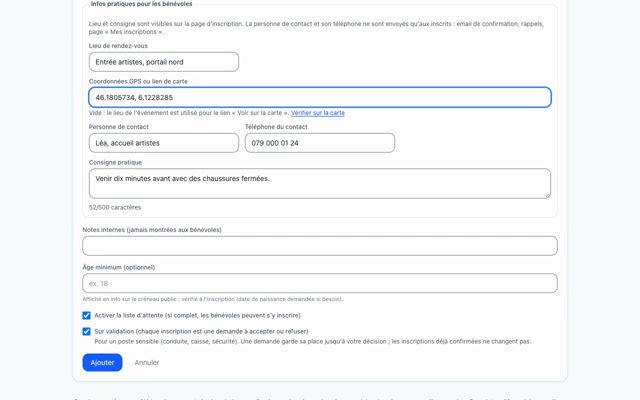 Infos pratiques pour les bénévoles
Lieu et consigne sont visibles sur la page d'inscription. La personne de contact et son téléphone ne sont envoyés qu'aux inscrits : email de confirmation, rappels,
page « Mes inscriptions ».
Lieu de rendez-vous
Entrée artistes, portail nord
Coordonnées GPS ou lien de carte
46.1805734, 6.1228285
Vide : le lieu de l'événement est utilisé pour le lien « Voir sur la carte ». Vérifier sur la carte
Personne de contact
Téléphone du contact
Léa, accueil artistes
079 000 01 24
Consigne pratique
Venir dix minutes avant avec des chaussures fermées.
52/500 caractères
Notes internes (jamais montrées aux bénévoles)
Âge minimum (optionnel)
ex. 18
Affiché en info sur le créneau public ; vérifié à l'inscription (date de naissance demandée si besoin).
Activer la liste d'attente (si complet, les bénévoles peuvent s'y inscrire)
Sur validation (chaque inscription est une demande à accepter ou refuser)
Pour un poste sensible (conduite, caisse, sécurité). Une demande garde sa place jusqu'à votre décision ; les inscriptions déjà confirmées ne changent pas.
Ajouter
Annuler